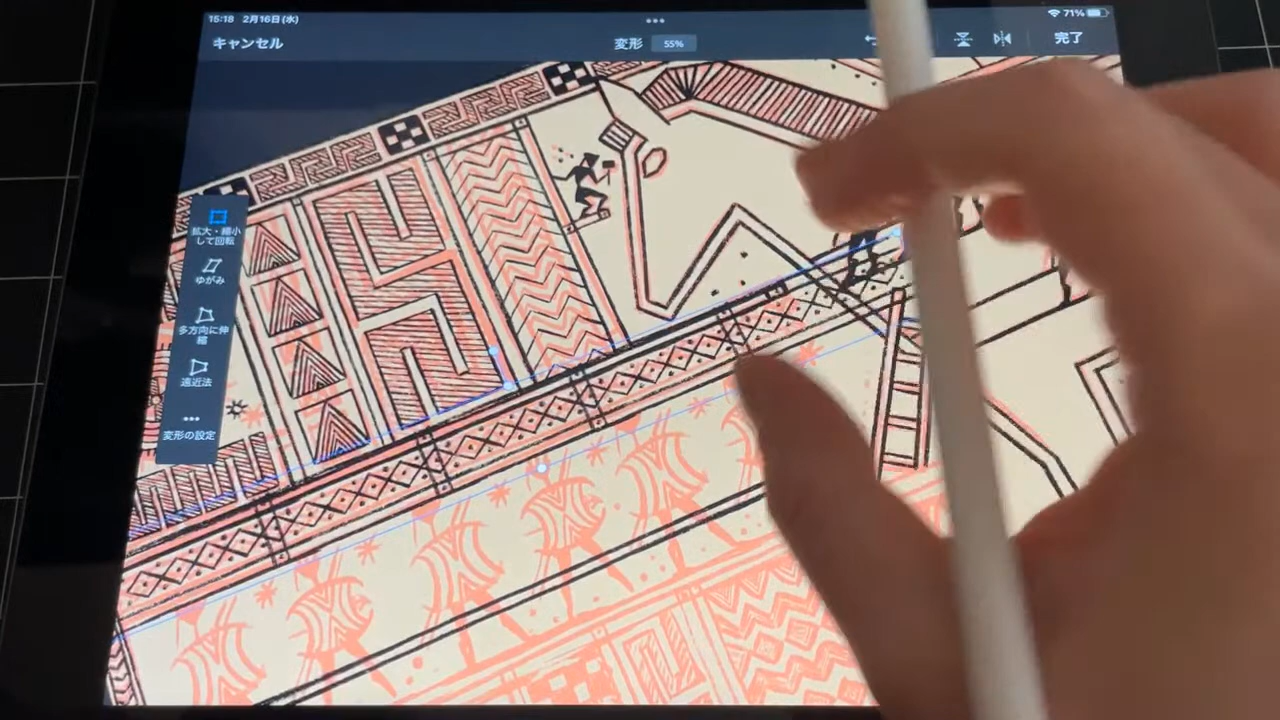 15:18 2月16日(水)
71%
キャンセル
変形 55%
完了
拡大・縮小
して回転
ゆがみ
多方向に伸
縮
遠近法
変形の設定